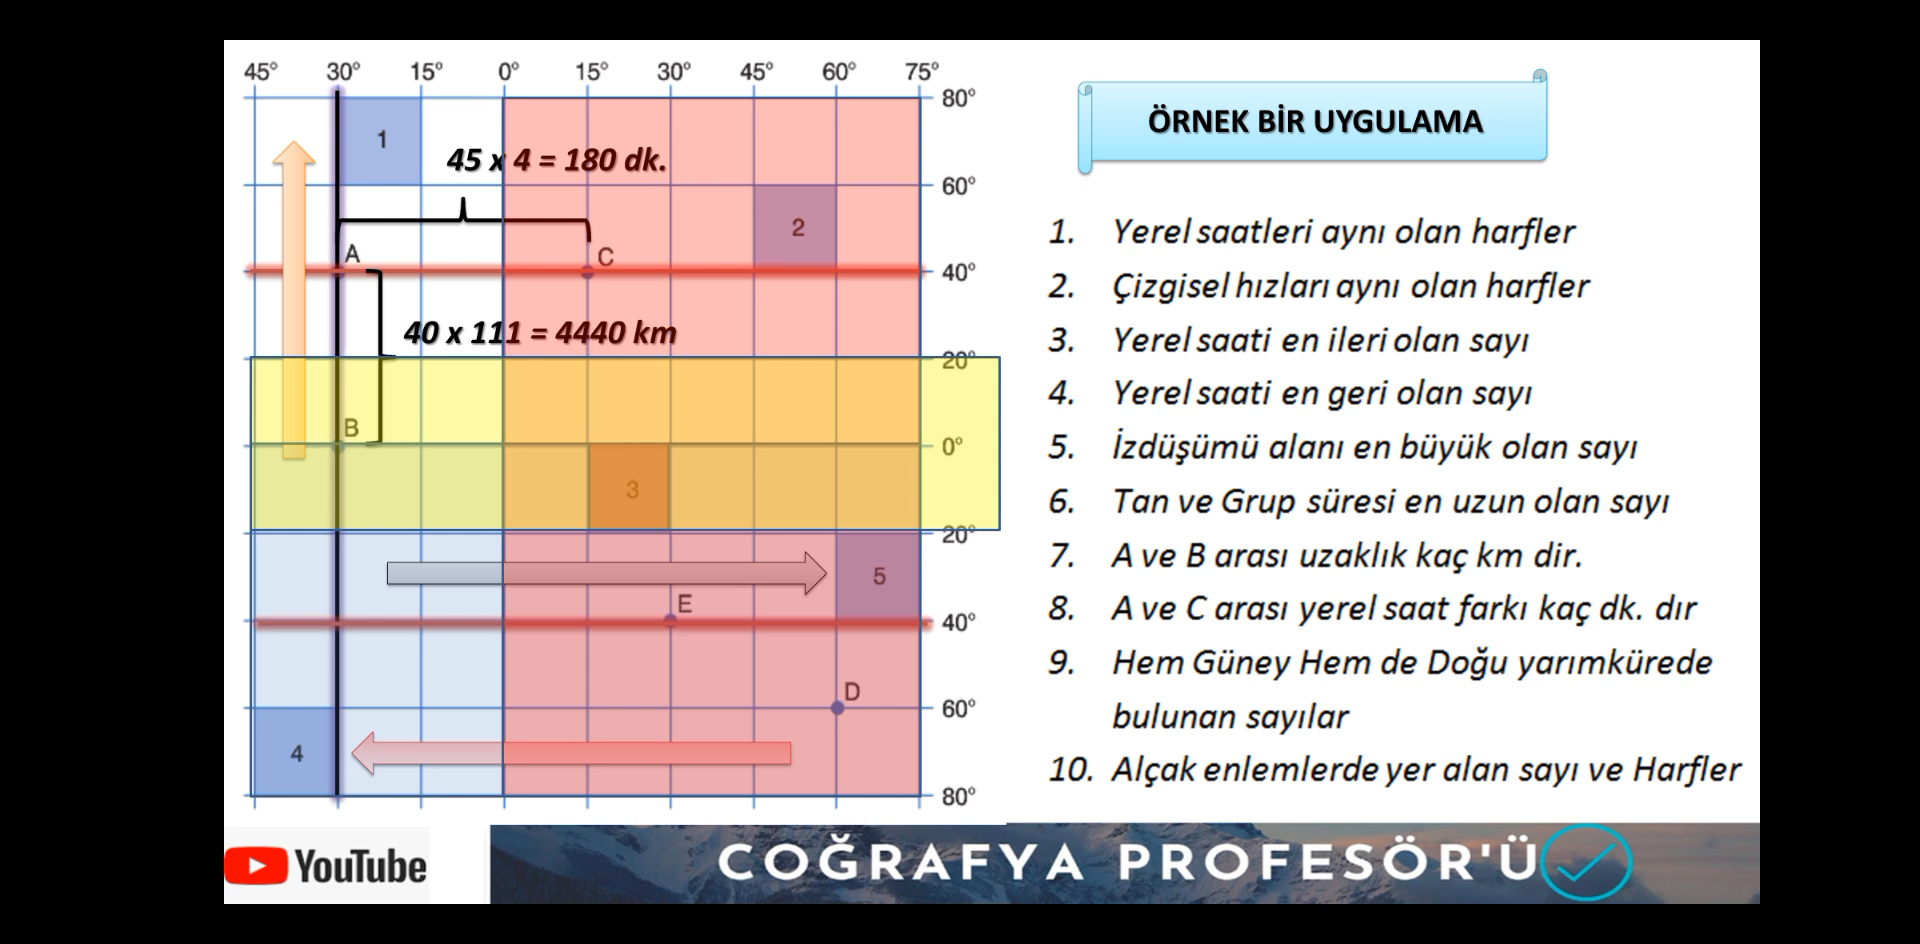 45° 30° 15° 0° 15° 30° 45° 60° 75°
80°
1
45 x 4 = 180 dk.
60°
2
A
C
40°
40 x 111 = 4440 km
20°
B
0°
3
20°
5
E
40°
D
60°
4
80°
ÖRNEK BİR UYGULAMA
1. Yerel saatleri aynı olan harfler
2. Çizgisel hızları aynı olan harfler
3. Yerel saati en ileri olan sayı
4. Yerel saati en geri olan sayı
5. İzdüşümü alanı en büyük olan sayı
6. Tan ve Grup süresi en uzun olan sayı
7. A ve B arası uzaklık kaç km dir.
8. A ve C arası yerel saat farkı kaç dk. dır
9. Hem Güney Hem de Doğu yarımkürede
bulunan sayılar
10. Alçak enlemlerde yer alan sayı ve Harfler
YouTube
COĞRAFYA PROFESÖR'Ü